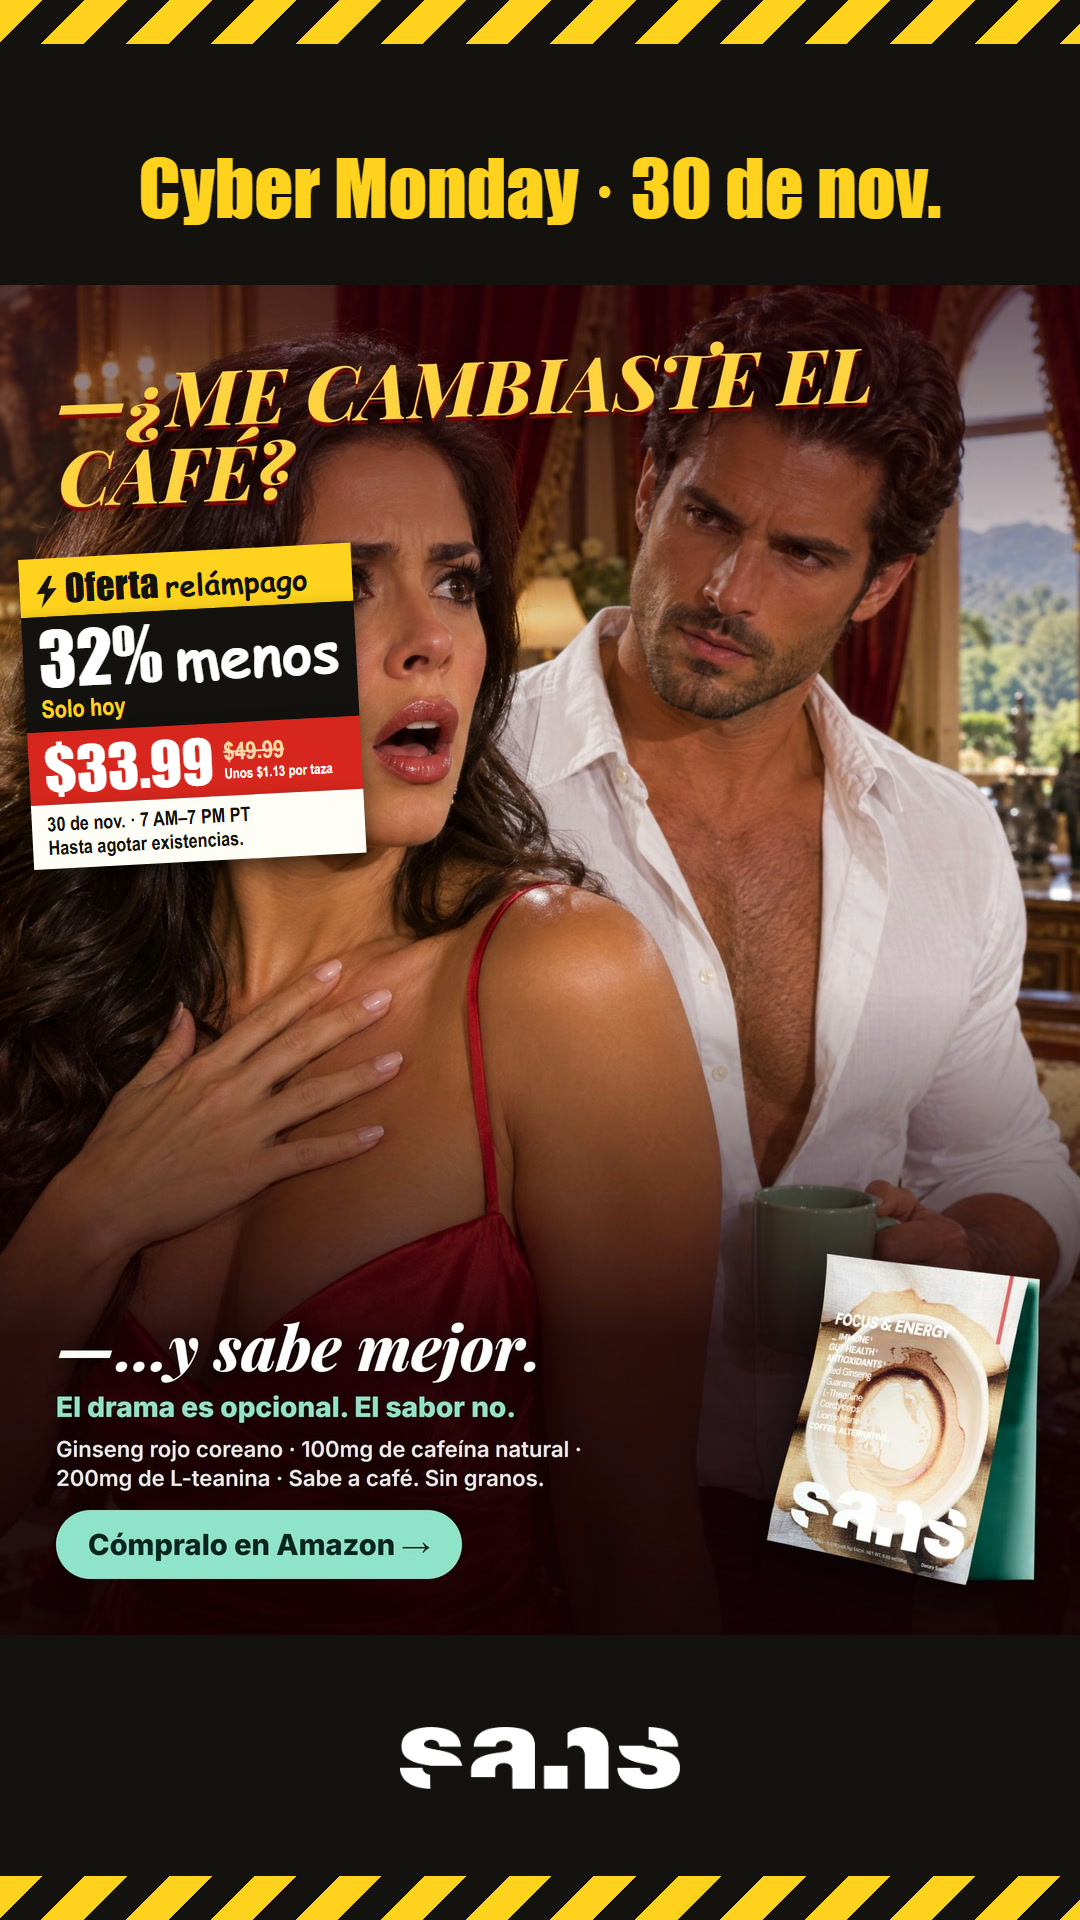 Cyber Monday · 30 de nov.
—¿ME CAMBIASTE EL
CAFÉ?
Oferta relámpago
32% menos
Solo hoy
$33.99 $49.99
Unos $1.13 por taza
30 de nov. · 7 AM–7 PM PT
Hasta agotar existencias.
—...y sabe mejor.
El drama es opcional. El sabor no.
Ginseng rojo coreano · 100mg de cafeína natural ·
200mg de L-teanina · Sabe a café. Sin granos.
Cómpralo en Amazon →
FOCUS & ENERGY
IMMUNE
GUT HEALTH
ANTIOXIDANTS
Red Ginseng
Guarana
L-Theanine
Cordyceps
Lion's Mane
COFFEE ALTERNATIVE
sans
sans